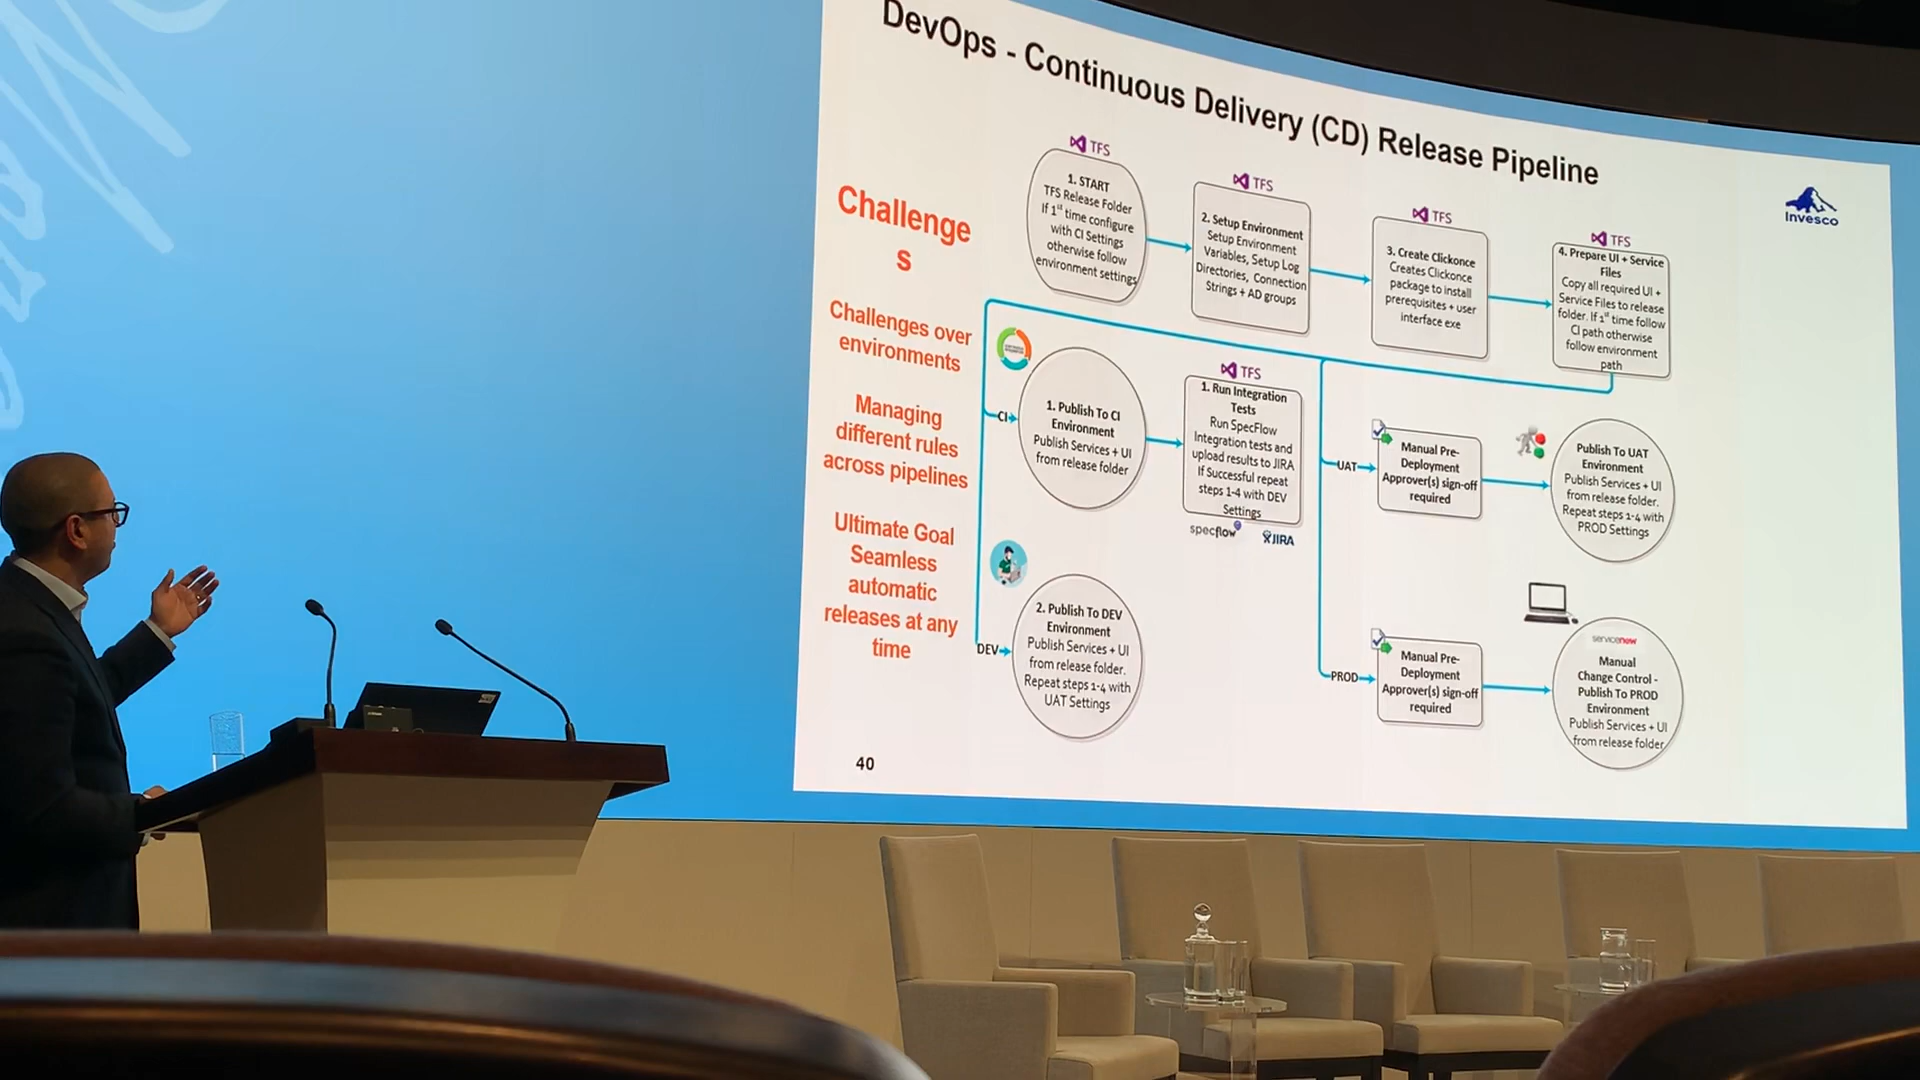 DevOps - Continuous Delivery (CD) Release Pipeline
Invesco
Challenge
s
Challenges over
environments
Managing
different rules
across pipelines
Ultimate Goal
Seamless
automatic
releases at any
time
40
TFS
1. START
TFS Release Folder
If 1st time configure
with CI Settings
otherwise follow
environment settings
TFS
2. Setup Environment
Setup Environment
Variables, Setup Log
Directories, Connection
Strings + AD groups
TFS
3. Create Clickonce
Creates Clickonce
package to install
prerequisites + user
interface exe
TFS
4. Prepare UI + Service
Files
Copy all required UI +
Service Files to release
folder. If 1st time follow
CI path otherwise
follow environment
path
CI
1. Publish To CI
Environment
Publish Services + UI
from release folder
TFS
1. Run Integration
Tests
Run SpecFlow
Integration tests and
upload results to JIRA
If Successful repeat
steps 1-4 with DEV
Settings
specflow
JIRA
DEV
2. Publish To DEV
Environment
Publish Services + UI
from release folder.
Repeat steps 1-4 with
UAT Settings
UAT
Manual Pre-
Deployment
Approver(s) sign-off
required
Publish To UAT
Environment
Publish Services + UI
from release folder.
Repeat steps 1-4 with
PROD Settings
PROD
Manual Pre-
Deployment
Approver(s) sign-off
required
servicenow
Manual
Change Control -
Publish To PROD
Environment
Publish Services + UI
from release folder